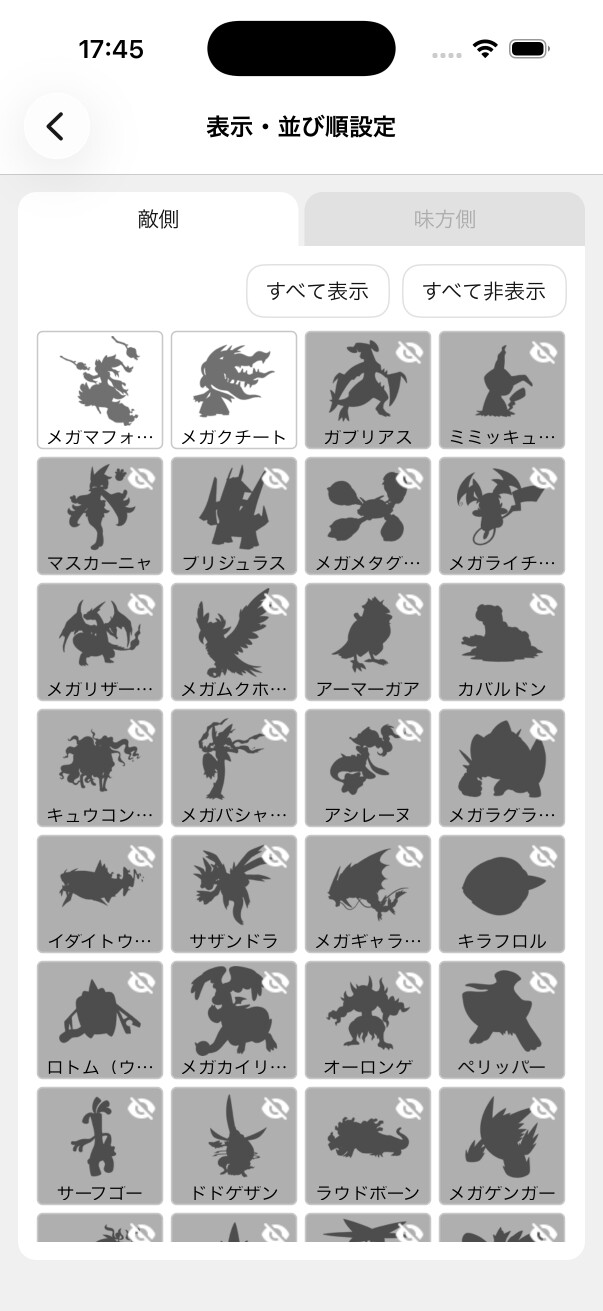 17:45
表示・並び順設定
敵側
味方側
すべて表示
すべて非表示
メガマフォ…
メガクチート
ガブリアス
ミミッキュ…
マスカーニャ
ブリジュラス
メガメタグ…
メガライチ…
メガリザー…
メガムクホ…
アーマーガア
カバルドン
キュウコン…
メガバシャ…
アシレーヌ
メガラグラ…
イダイトウ…
サザンドラ
メガギャラ…
キラフロル
ロトム（ウ…
メガカイリ…
オーロンゲ
ペリッパー
サーフゴー
ドドゲザン
ラウドボーン
メガゲンガー